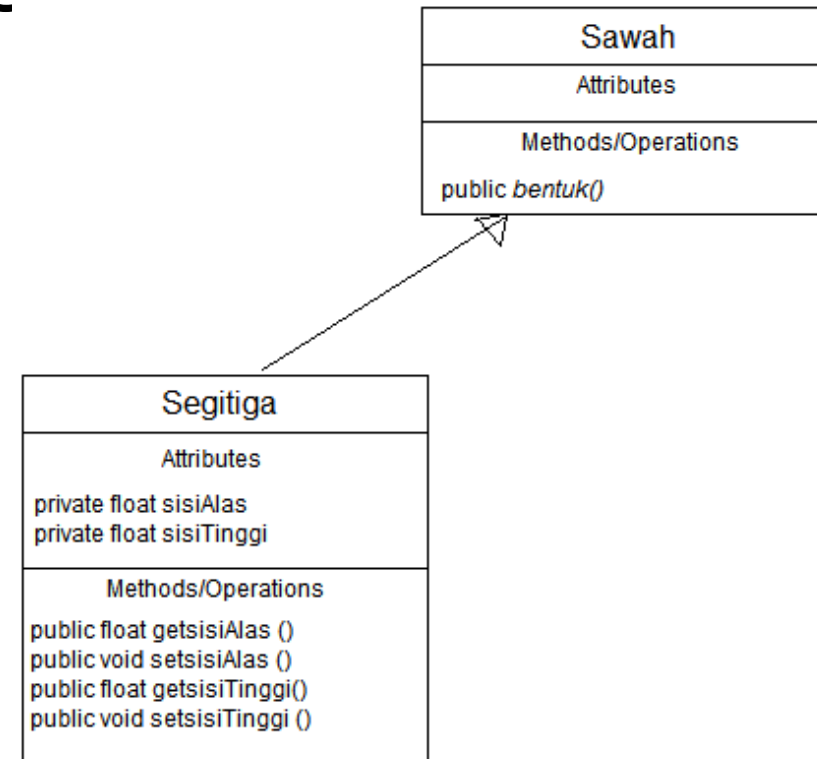 Sawah
Attributes
Methods/Operations
public bentuk()
Segitiga
Attributes
private float sisiAlas
private float sisiTinggi
Methods/Operations
public float getsisiAlas ()
public void setsisiAlas ()
public float getsisiTinggi()
public void setsisiTinggi ()